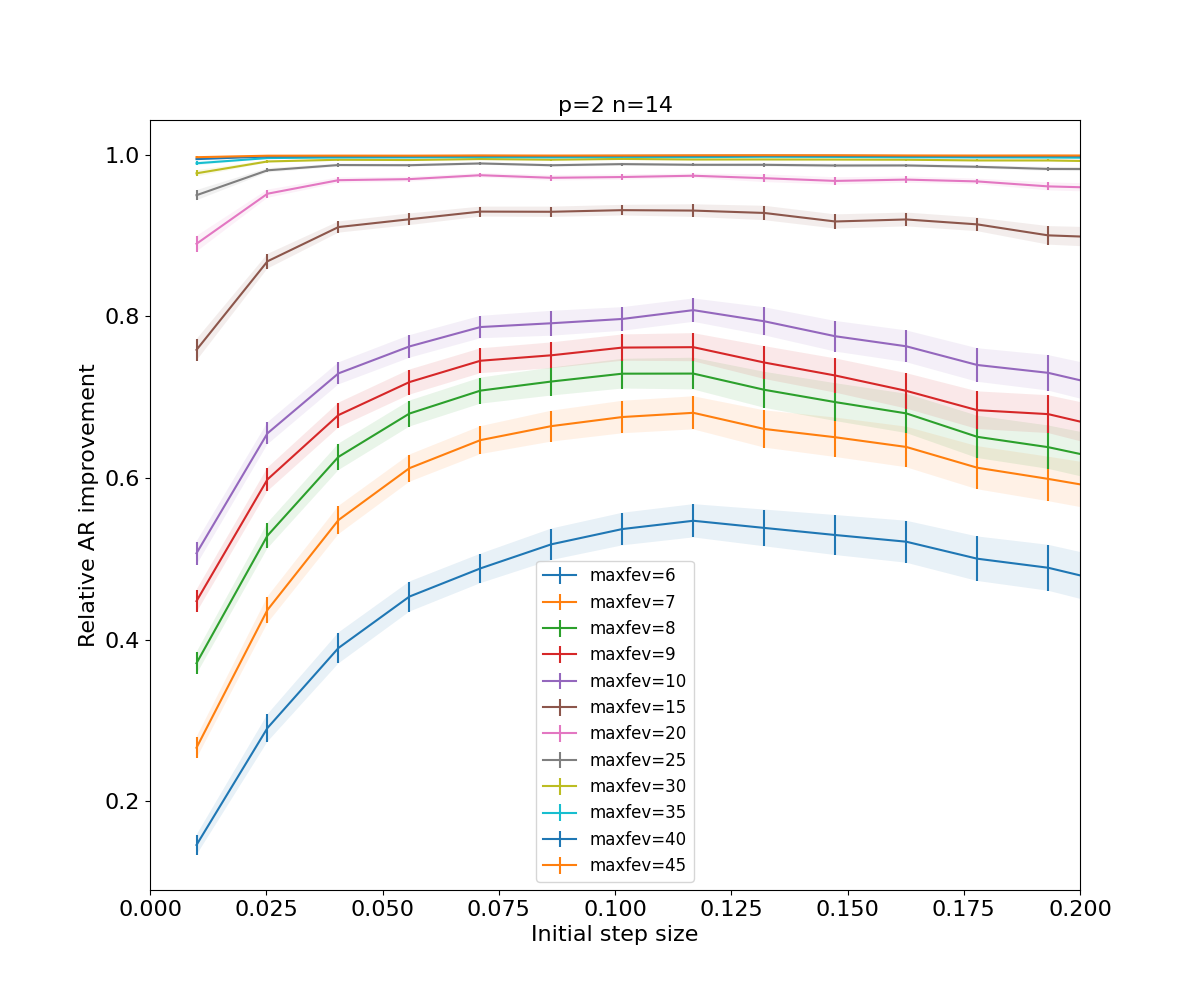 p=2 n=14
Relative AR improvement
1.0
0.8
0.6
0.4
0.2
maxfev=6
maxfev=7
maxfev=8
maxfev=9
maxfev=10
maxfev=15
maxfev=20
maxfev=25
maxfev=30
maxfev=35
maxfev=40
maxfev=45
0.000 0.025 0.050 0.075 0.100 0.125 0.150 0.175 0.200
Initial step size